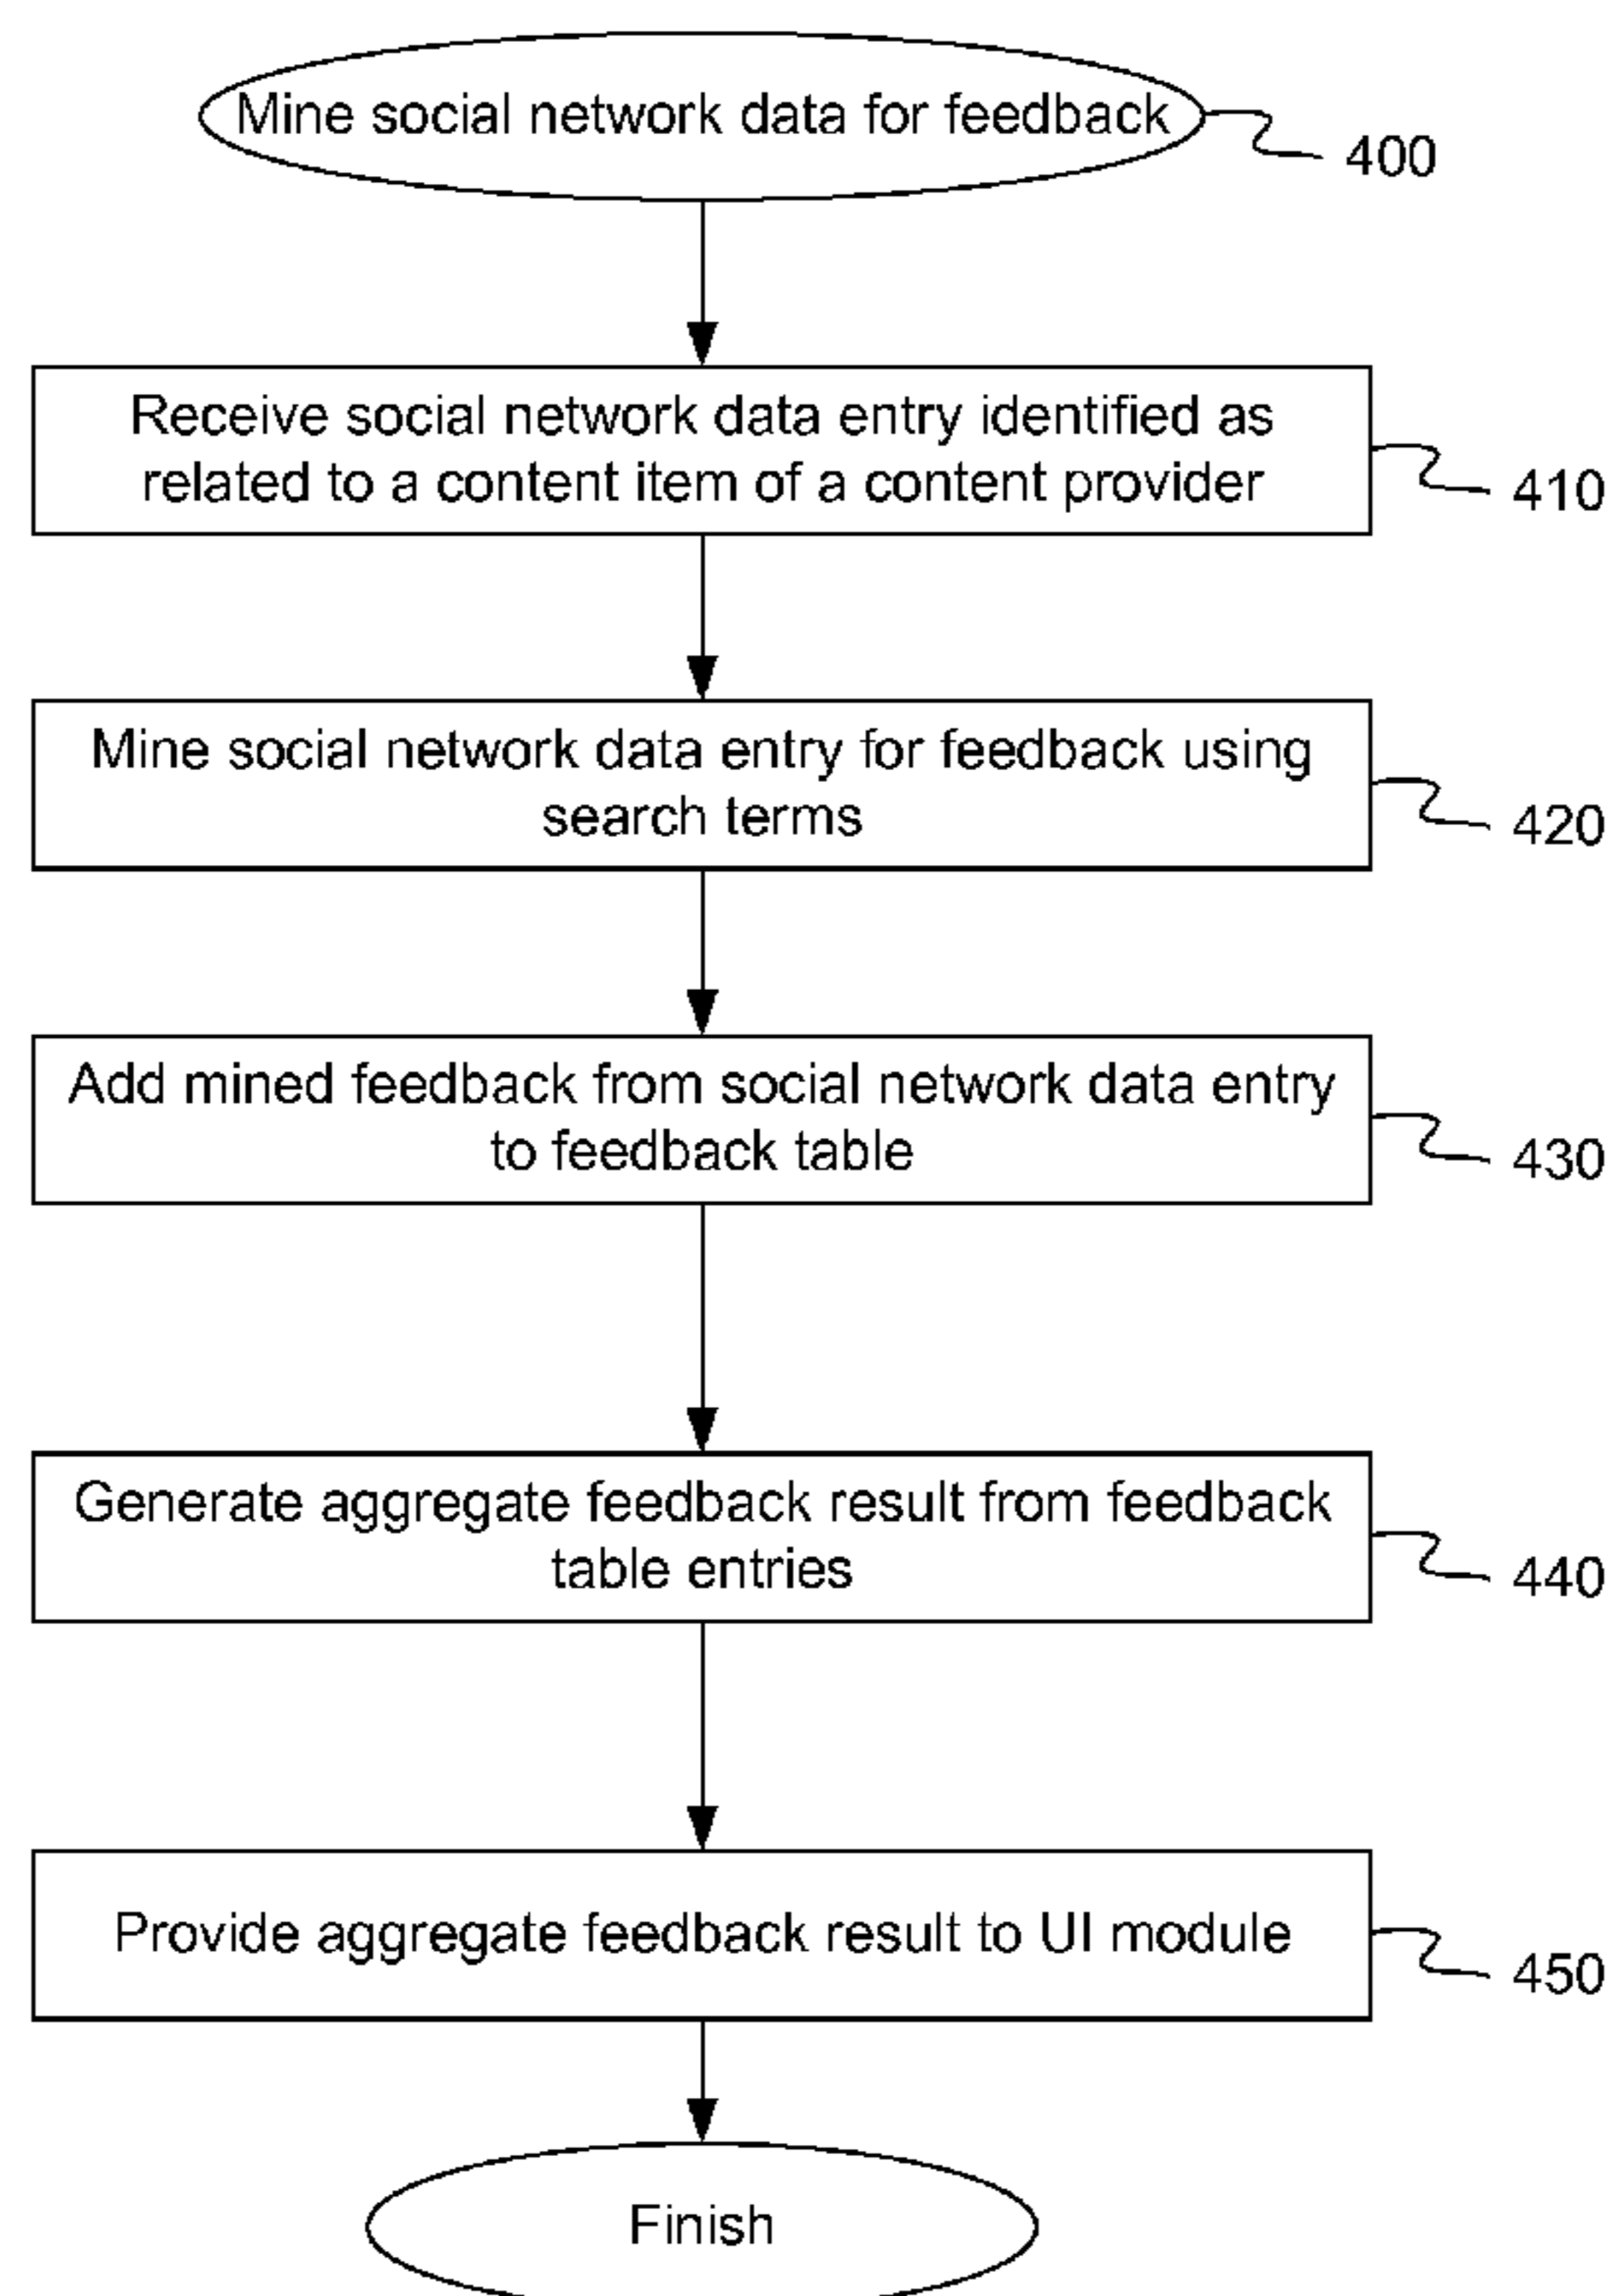 Mine social network data for feedback
400
Receive social network data entry identified as
related to a content item of a content provider
410
Mine social network data entry for feedback using
search terms
420
Add mined feedback from social network data entry
to feedback table
430
Generate aggregate feedback result from feedback
table entries
440
Provide aggregate feedback result to UI module
450
Finish